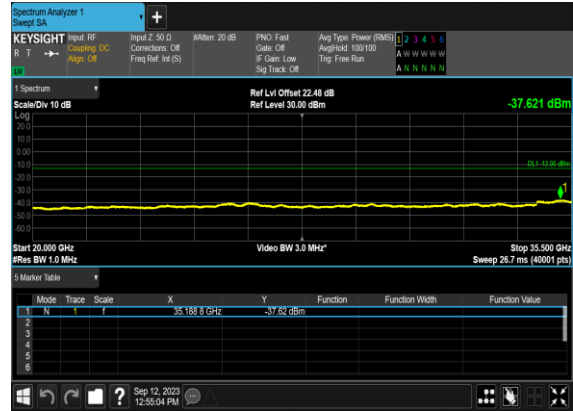 Spectrum Analyzer 1
Swept SA
+
KEYSIGHT Input: RF Input Z: 50 Ω #Atten: 20 dB PNO: Fast Avg Type: Power (RMS) 1 2 3 4 5 6
R T Coupling: DC Corrections: Off Gate: Off Avg|Hold: 100/100 A W W W W W
Align: Off Freq Ref: Int (S) IF Gain: Low Trig: Free Run
Sig Track: Off A N N N N N
1 Spectrum
Ref Lvl Offset 22.48 dB
Scale/Div 10 dB Ref Level 30.00 dBm -37.621 dBm
Log
20.0
10.0
0.00
-10.0 DL1 -13.00 dBm
-20.0
-30.0 1
-40.0
-50.0
-60.0
Start 20.000 GHz Video BW 3.0 MHz* Stop 35.500 GHz
#Res BW 1.0 MHz Sweep 26.7 ms (40001 pts)
5 Marker Table
Mode Trace Scale X Y Function Function Width Function Value
1 N 1 f 35.188 8 GHz -37.62 dBm
2
3
4
5
6
? Sep 12, 2023
12:55:04 PM